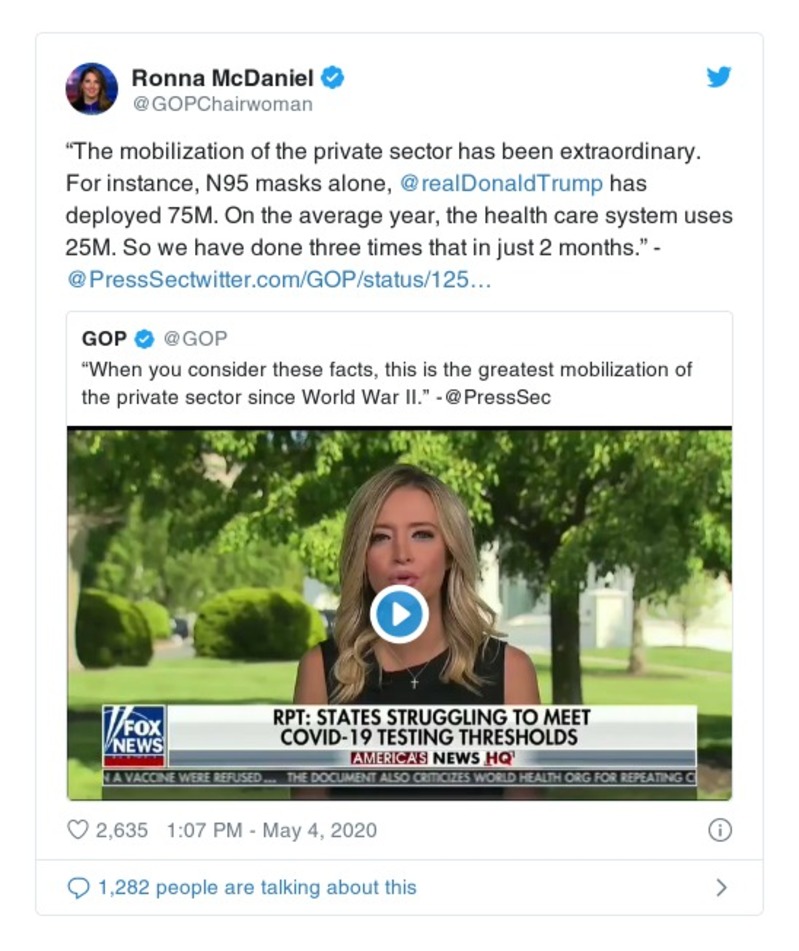 Ronna McDaniel
@GOPChairwoman
“The mobilization of the private sector has been extraordinary.
For instance, N95 masks alone, @realDonaldTrump has
deployed 75M. On the average year, the health care system uses
25M. So we have done three times that in just 2 months.” -
@PressSectwitter.com/GOP/status/125…
GOP @GOP
“When you consider these facts, this is the greatest mobilization of
the private sector since World War II.” -@PressSec
FOX
NEWS
RPT: STATES STRUGGLING TO MEET
COVID-19 TESTING THRESHOLDS
AMERICA'S NEWS HQ
N A VACCINE WERE REFUSED... THE DOCUMENT ALSO CRITICIZES WORLD HEALTH ORG FOR REPEATING C
2,635 1:07 PM - May 4, 2020
1,282 people are talking about this